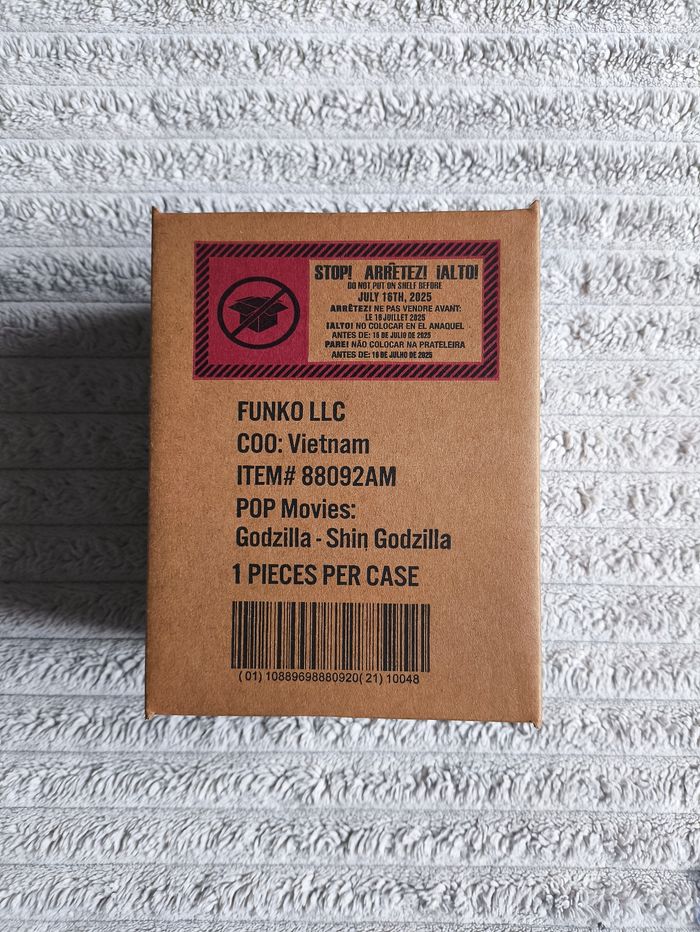 STOP! ARRÊTEZ! ¡ALTO!
DO NOT PUT ON SHELF BEFORE
JULY 16TH, 2025
ARRÊTEZ! NE PAS VENDRE AVANT:
LE 16 JUILLET 2025
¡ALTO! NO COLOCAR EN EL ANAQUEL
ANTES DE: 16 DE JULIO DE 2025
PARE! NÃO COLOCAR NA PRATELEIRA
ANTES DE: 16 DE JULHO DE 2025
FUNKO LLC
COO: Vietnam
ITEM# 88092AM
POP Movies:
Godzilla - Shin Godzilla
1 PIECES PER CASE
(01) 10889698880920(21) 10048